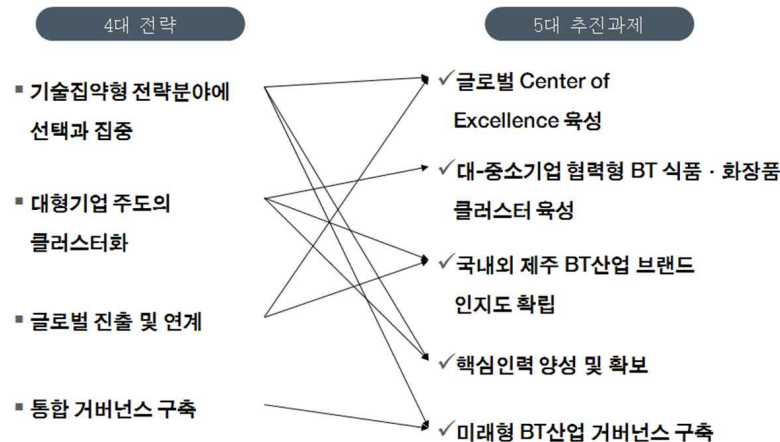 4대 전략
5대 추진과제
▪ 기술집약형 전략분야에
선택과 집중
▪ 대형기업 주도의
클러스터화
▪ 글로벌 진출 및 연계
▪ 통합 거버넌스 구축
✓글로벌 Center of
Excellence 육성
✓대-중소기업 협력형 BT 식품 · 화장품
클러스터 육성
✓국내외 제주 BT산업 브랜드
인지도 확립
✓핵심인력 양성 및 확보
✓미래형 BT산업 거버넌스 구축